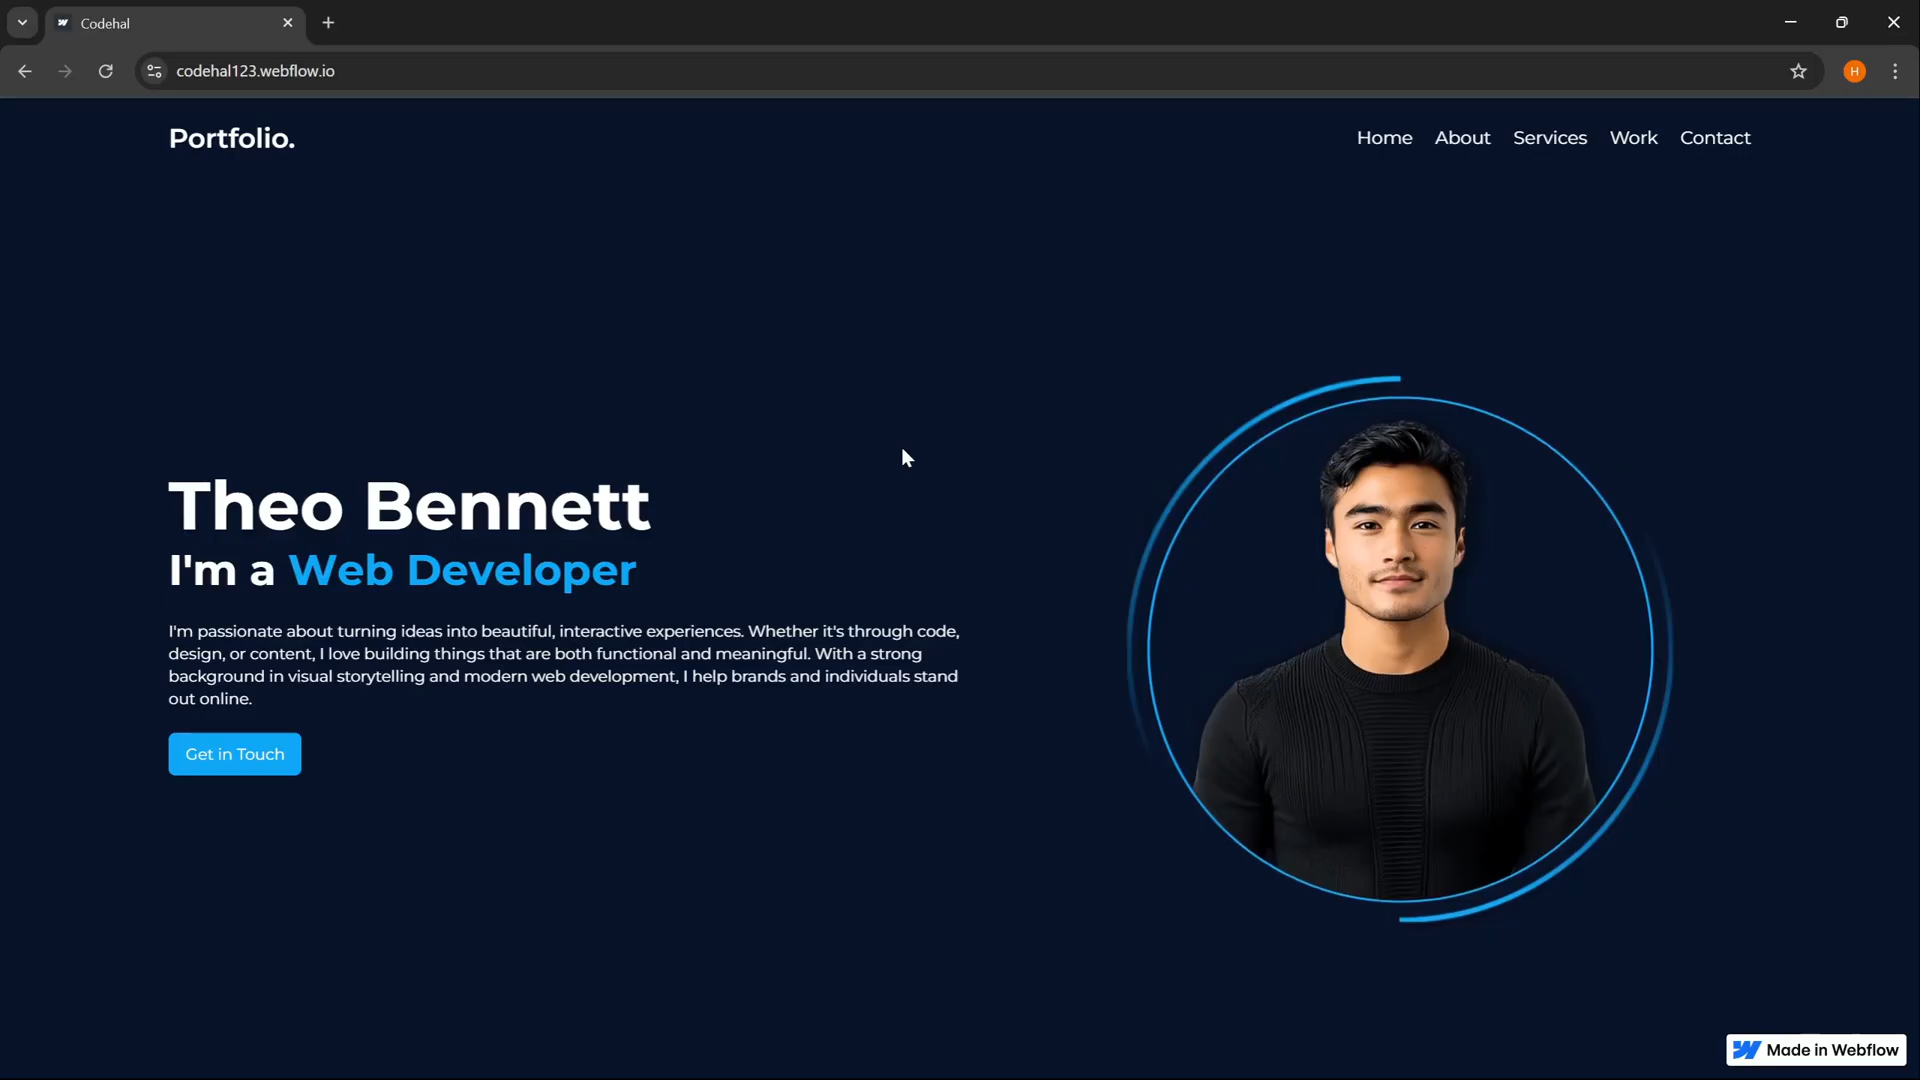 Codehal
codehal123.webflow.io
H
Portfolio.
Home About Services Work Contact
Theo Bennett
I'm a Web Developer
I'm passionate about turning ideas into beautiful, interactive experiences. Whether it's through code,
design, or content, I love building things that are both functional and meaningful. With a strong
background in visual storytelling and modern web development, I help brands and individuals stand
out online.
Get in Touch
Made in Webflow